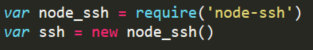 var node_ssh = require('node-ssh')
var ssh = new node_ssh()